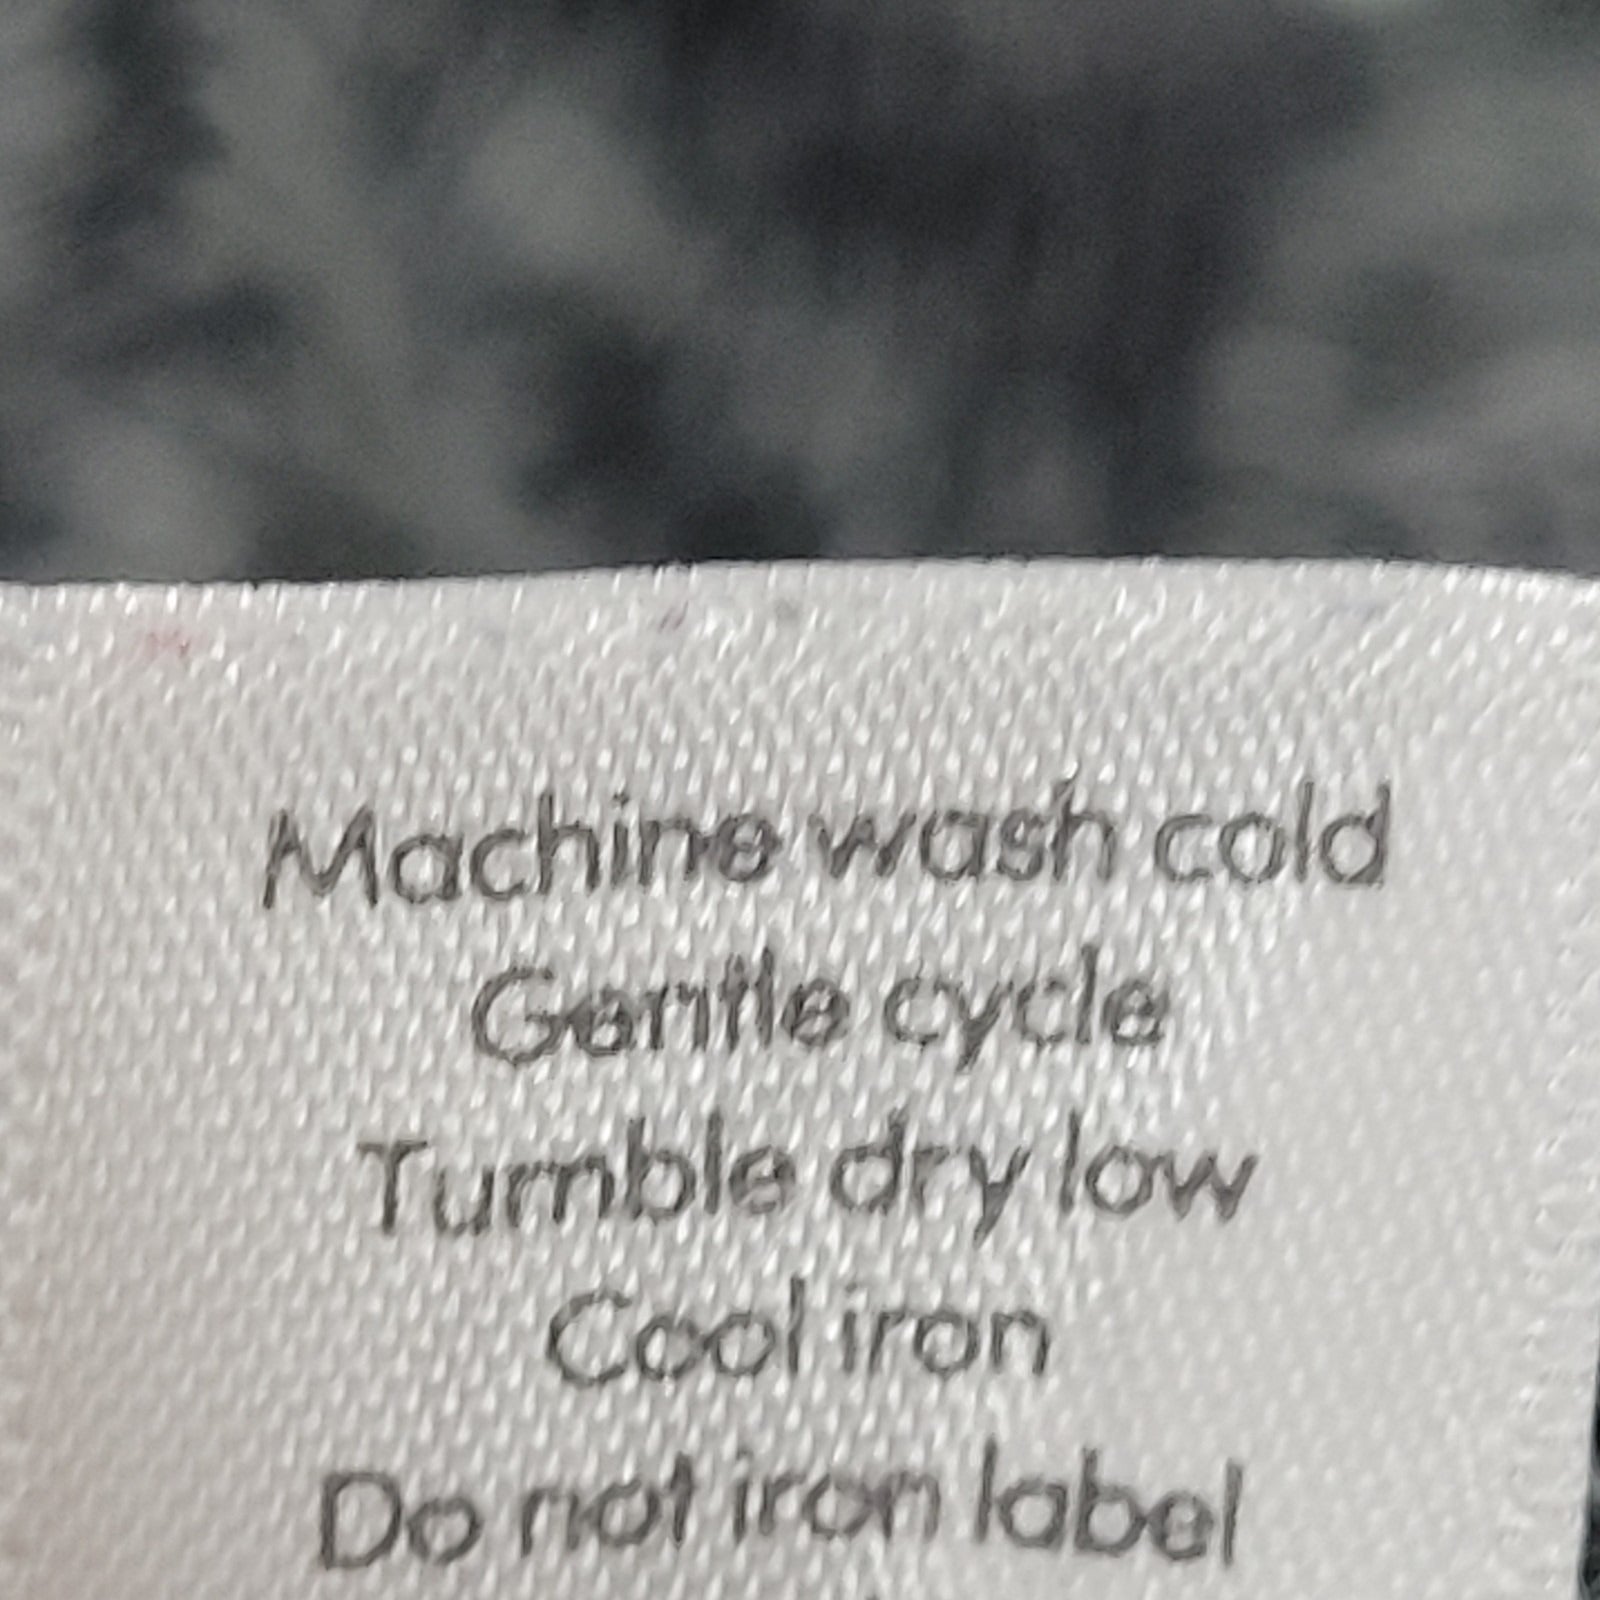 Machine wash cold
Gentle cycle
Tumble dry low
Cool iron
Do not iron label